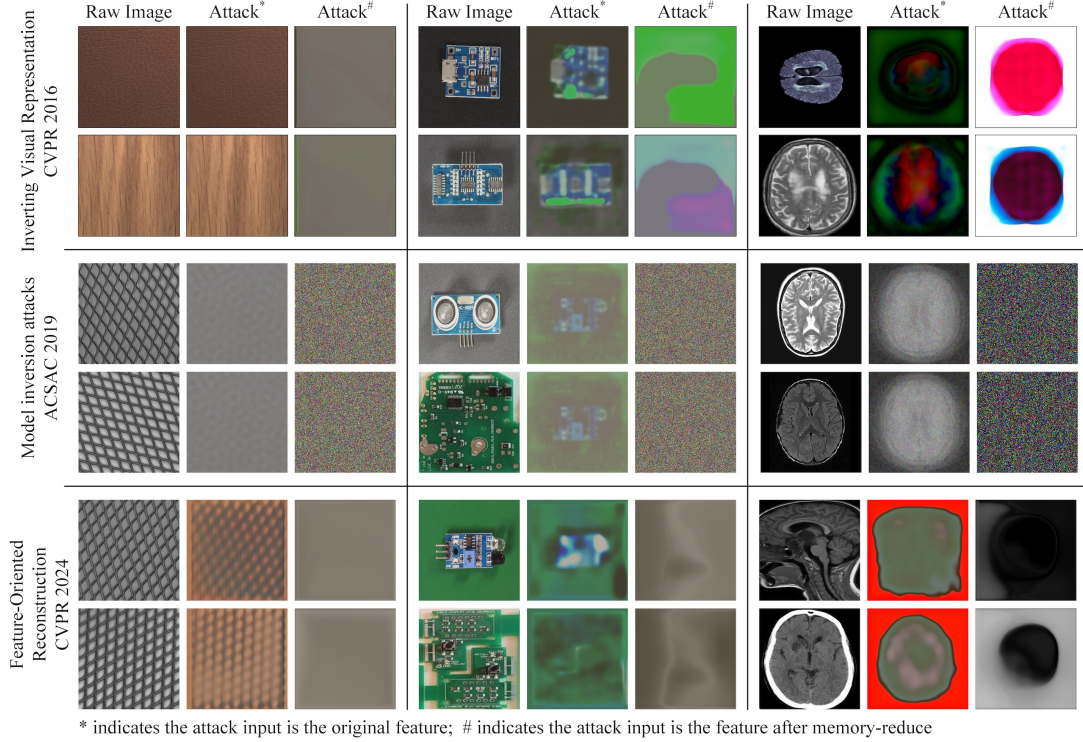 Raw Image Attack* Attack# Raw Image Attack* Attack# Raw Image Attack* Attack#
Inverting Visual Representation
CVPR 2016
Model inversion attacks
ACSAC 2019
Feature-Oriented
Reconstruction
CVPR 2024
* indicates the attack input is the original feature; # indicates the attack input is the feature after memory-reduce